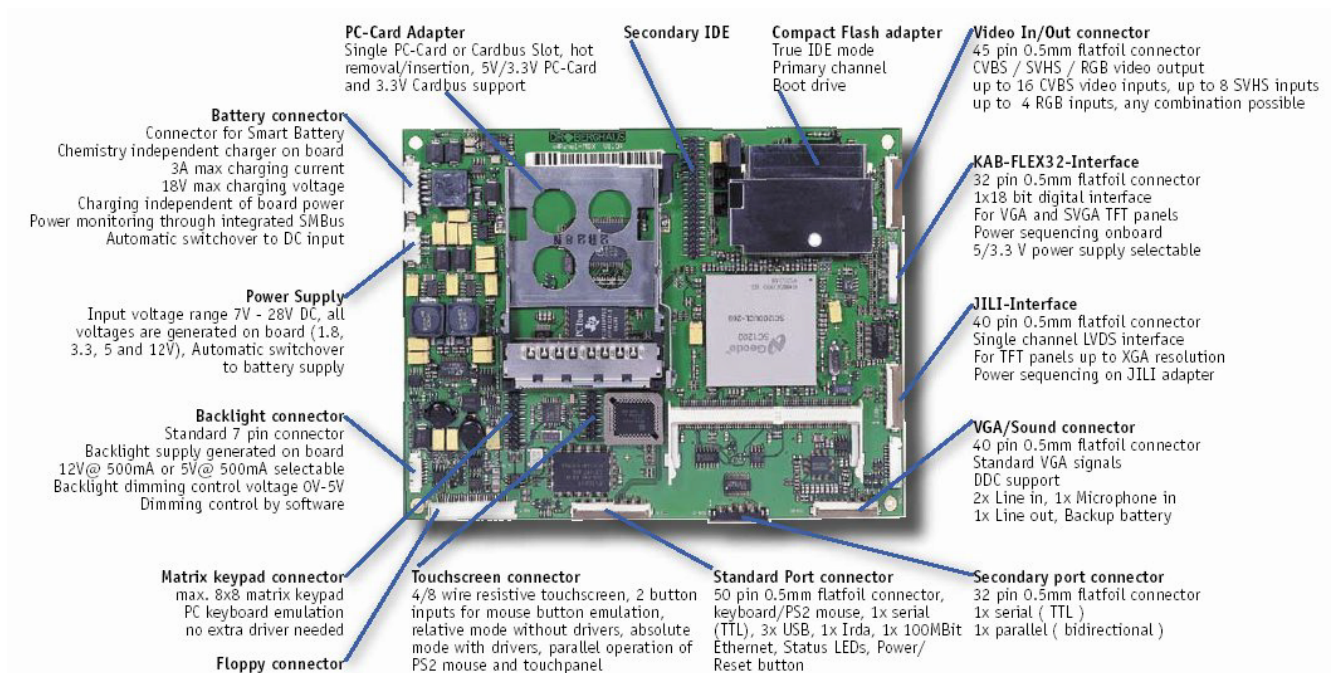 PC-Card Adapter
Single PC-Card or Cardbus Slot, hot
removal/insertion, 5V/3.3V PC-Card
and 3.3V Cardbus support
Secondary IDE
Compact Flash adapter
True IDE mode
Primary channel
Boot drive
Video In/Out connector
45 pin 0.5mm flatfoil connector
CVBS / SVHS / RGB video output
up to 16 CVBS video inputs, up to 8 SVHS inputs
up to 4 RGB inputs, any combination possible
Battery connector
Connector for Smart Battery
Chemistry independent charger on board
3A max charging current
18V max charging voltage
Charging independent of board power
Power monitoring through integrated SMBus
Automatic switchover to DC input
KAB-FLEX32-Interface
32 pin 0.5mm flatfoil connector
1x18 bit digital interface
For VGA and SVGA TFT panels
Power sequencing onboard
5/3.3 V power supply selectable
Power Supply
Input voltage range 7V - 28V DC, all
voltages are generated on board (1.8,
3.3, 5 and 12V), Automatic switchover
to battery supply
JILI-Interface
40 pin 0.5mm flatfoil connector
Single channel LVDS interface
For TFT panels up to XGA resolution
Power sequencing on JILI adapter
Backlight connector
Standard 7 pin connector
Backlight supply generated on board
12V@ 500mA or 5V@ 500mA selectable
Backlight dimming control voltage 0V-5V
Dimming control by software
VGA/Sound connector
40 pin 0.5mm flatfoil connector
Standard VGA signals
DDC support
2x Line in, 1x Microphone in
1x Line out, Backup battery
Matrix keypad connector
max. 8x8 matrix keypad
PC keyboard emulation
no extra driver needed
Floppy connector
Touchscreen connector
4/8 wire resistive touchscreen, 2 button
inputs for mouse button emulation,
relative mode without drivers, absolute
mode with drivers, parallel operation of
PS2 mouse and touchpanel
Standard Port connector
50 pin 0.5mm flatfoil connector,
keyboard/PS2 mouse, 1x serial
(TTL), 3x USB, 1x Irda, 1x 100MBit
Ethernet, Status LEDs, Power/
Reset button
Secondary port connector
32 pin 0.5mm flatfoil connector
1x serial ( TTL )
1x parallel ( bidirectional )
DR BERGHAUS
PCIbus
Geode
SC1200